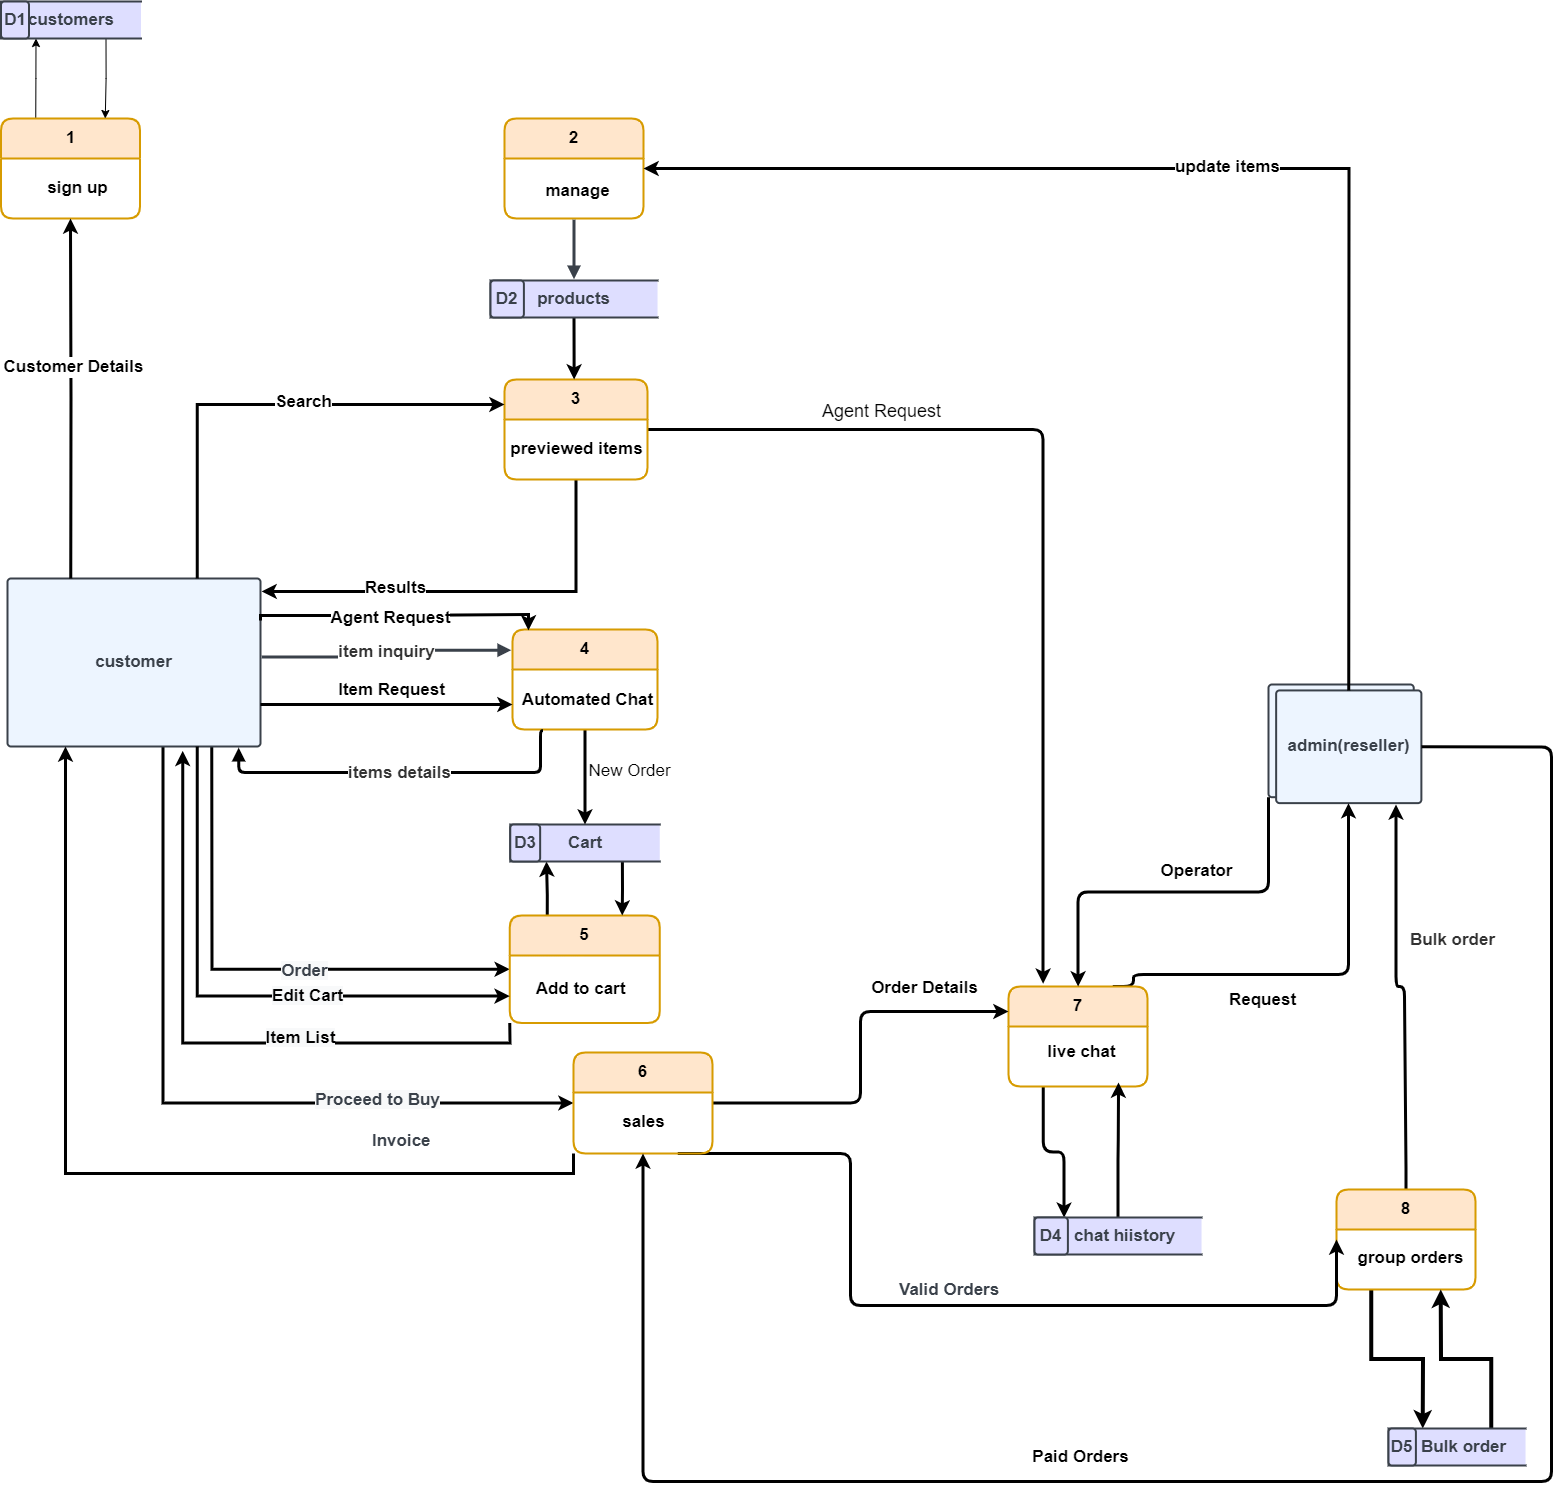 D1 customers
1
sign up
2
manage
update items
D2 products
Customer Details
Search
3
previewed items
Agent Request
Results
Agent Request
item inquiry
Item Request
customer
4
Automated Chat
items details
New Order
admin(reseller)
D3 Cart
Operator
5
Add to cart
Bulk order
Order
Edit Cart
Item List
Order Details
7
live chat
Request
6
sales
Proceed to Buy
Invoice
8
group orders
D4 chat hiistory
Valid Orders
D5 Bulk order
Paid Orders